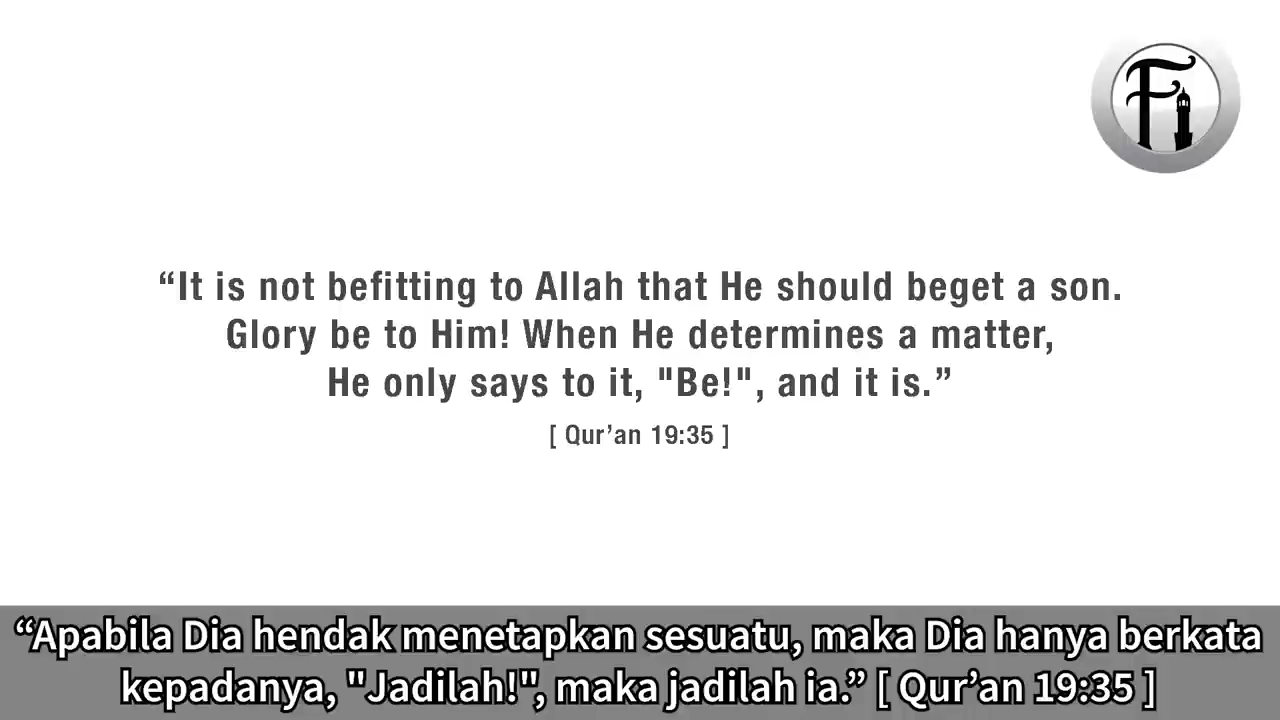 Fi
“It is not befitting to Allah that He should beget a son.
Glory be to Him! When He determines a matter,
He only says to it, "Be!", and it is.”
[ Qur’an 19:35 ]
“Apabila Dia hendak menetapkan sesuatu, maka Dia hanya berkata
kepadanya, "Jadilah!", maka jadilah ia.” [ Qur’an 19:35 ]